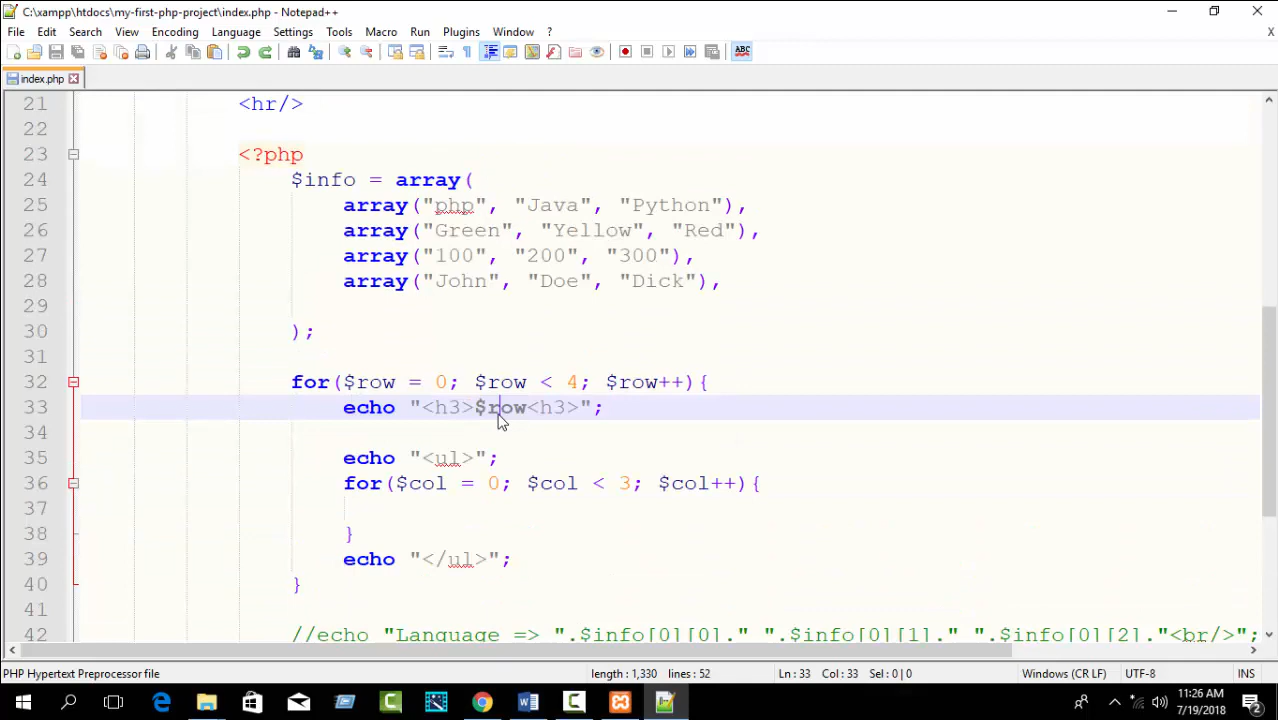 C:\xampp\htdocs\my-first-php-project\index.php - Notepad++
File Edit Search View Encoding Language Settings Tools Macro Run Plugins Window ? X
ABC
index.php
21 <hr/>
22
23 <?php
24 $info = array(
25 array("php", "Java", "Python"),
26 array("Green", "Yellow", "Red"),
27 array("100", "200", "300"),
28 array("John", "Doe", "Dick"),
29
30 );
31
32 for($row = 0; $row < 4; $row++){
33 echo "<h3>$row<h3>";
34
35 echo "<ul>";
36 for($col = 0; $col < 3; $col++){
37
38 }
39 echo "</ul>";
40 }
41
42 //echo "Language => ".$info[0][0]." ".$info[0][1]." ".$info[0][2]."<br/>";
PHP Hypertext Preprocessor file length : 1,330 lines : 52 Ln : 33 Col : 33 Sel : 0 | 0 Windows (CR LF) UTF-8 INS
11:26 AM
7/19/2018
2